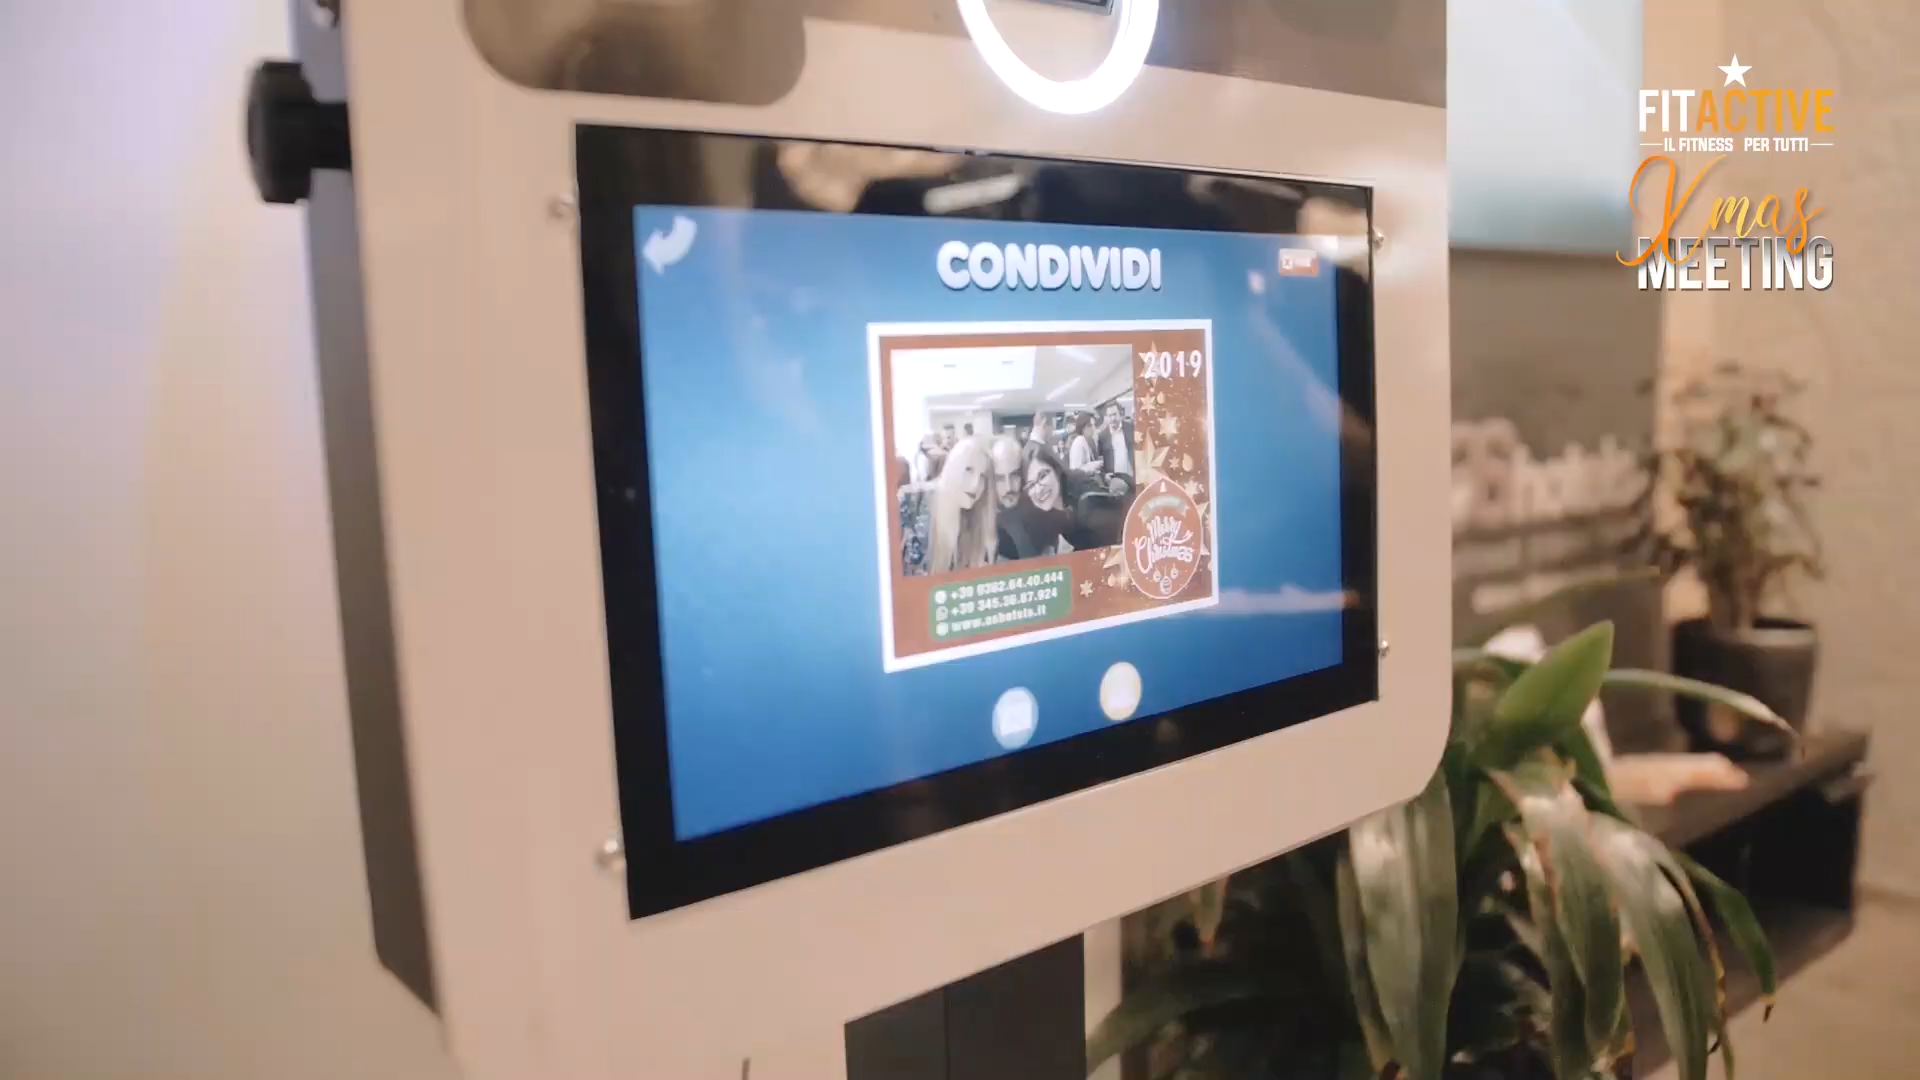 FITACTIVE
IL FITNESS PER TUTTI
Xmas
MEETING
CONDIVIDI
2019
Merry
Christmas
+39 0362.64.40.444
+39 345.36.87.924